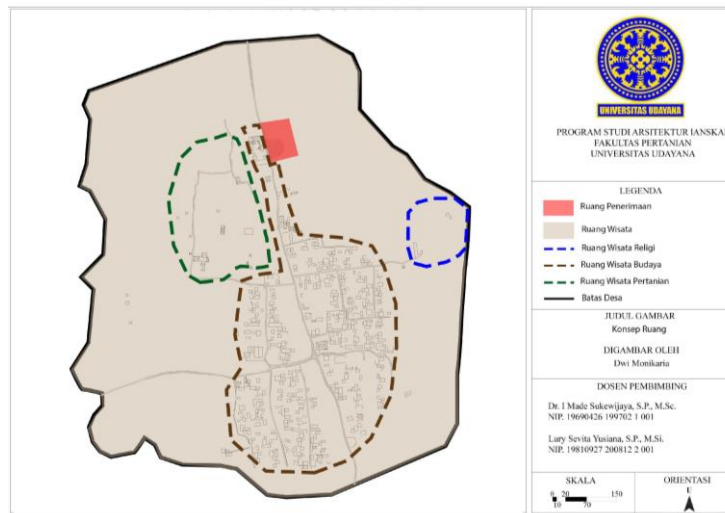 UNIVERSITAS UDAYANA
PROGRAM STUDI ARSITEKTUR LANSKAP
FAKULTAS PERTANIAN
UNIVERSITAS UDAYANA
LEGENDA
Ruang Penerimaan
Ruang Wisata
Ruang Wisata Religi
Ruang Wisata Budaya
Ruang Wisata Pertanian
Batas Desa
JUDUL GAMBAR
Konsep Ruang
DIGAMBAR OLEH
Dwi Monikaria
DOSEN PEMBIMBING
Dr. I Made Sukewijaya, S.P., M.Sc.
NIP. 19690426 199702 1 001
Lury Sevita Yusiana, S.P., M.Si.
NIP. 19810927 200812 2 001
SKALA
0 20 150
10 70
ORIENTASI
U